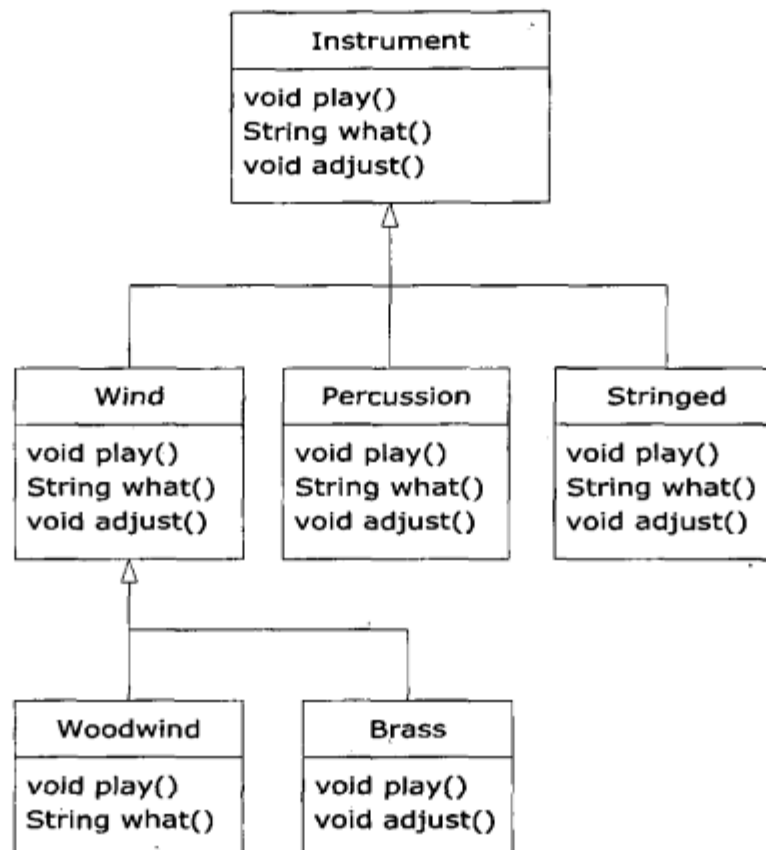 Instrument
void play()
String what()
void adjust()
Wind
void play()
String what()
void adjust()
Percussion
void play()
String what()
void adjust()
Stringed
void play()
String what()
void adjust()
Woodwind
void play()
String what()
Brass
void play()
void adjust()